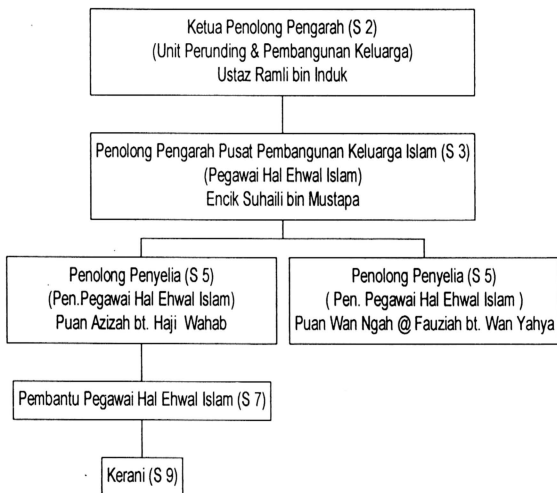 Ketua Penolong Pengarah (S 2)
(Unit Perunding & Pembangunan Keluarga)
Ustaz Ramli bin Induk
Penolong Pengarah Pusat Pembangunan Keluarga Islam (S 3)
(Pegawai Hal Ehwal Islam)
Encik Suhaili bin Mustapa
Penolong Penyelia (S 5)
(Pen.Pegawai Hal Ehwal Islam)
Puan Azizah bt. Haji Wahab
Penolong Penyelia (S 5)
( Pen. Pegawai Hal Ehwal Islam )
Puan Wan Ngah @ Fauziah bt. Wan Yahya
Pembantu Pegawai Hal Ehwal Islam (S 7)
Kerani (S 9)